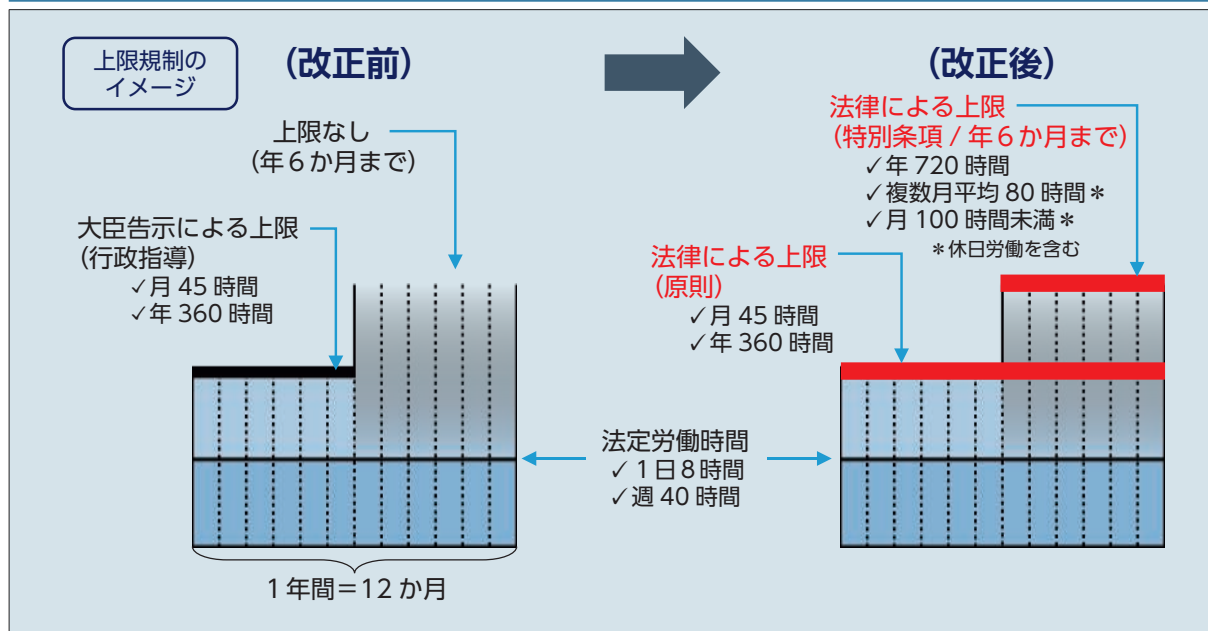 上限規制の
イメージ
(改正前)
上限なし
(年6か月まで)
大臣告示による上限
(行政指導)
✓月 45 時間
✓年 360 時間
1年間＝12 か月
法定労働時間
✓ 1日8時間
✓週 40 時間
(改正後)
法律による上限
(特別条項 / 年6か月まで)
✓年 720 時間
✓複数月平均 80 時間＊
✓月 100 時間未満＊
＊休日労働を含む
法律による上限
(原則)
✓月 45 時間
✓年 360 時間